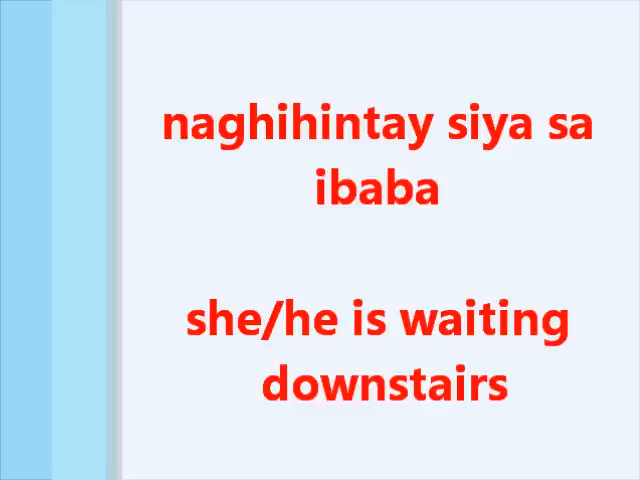 naghihintay siya sa
ibaba
she/he is waiting
downstairs